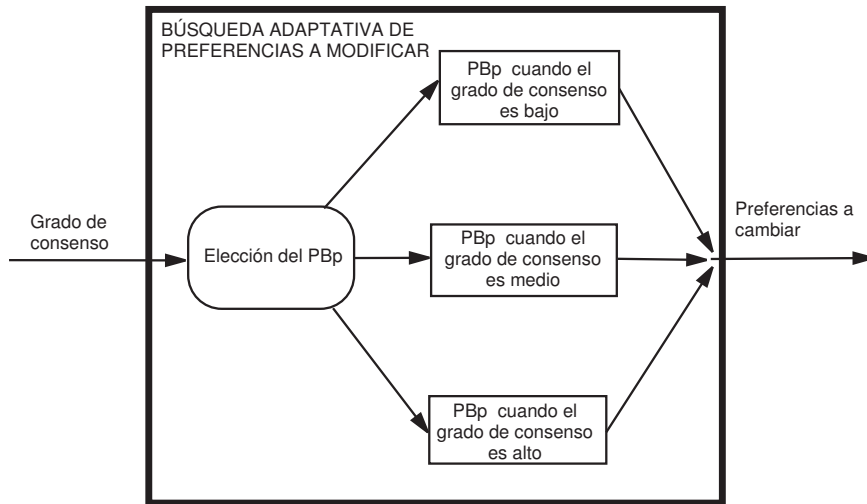 BÚSQUEDA ADAPTATIVA DE
PREFERENCIAS A MODIFICAR
PBp cuando el
grado de consenso
es bajo
Grado de
consenso
Elección del PBp
PBp cuando el
grado de consenso
es medio
Preferencias a
cambiar
PBp cuando el
grado de consenso
es alto